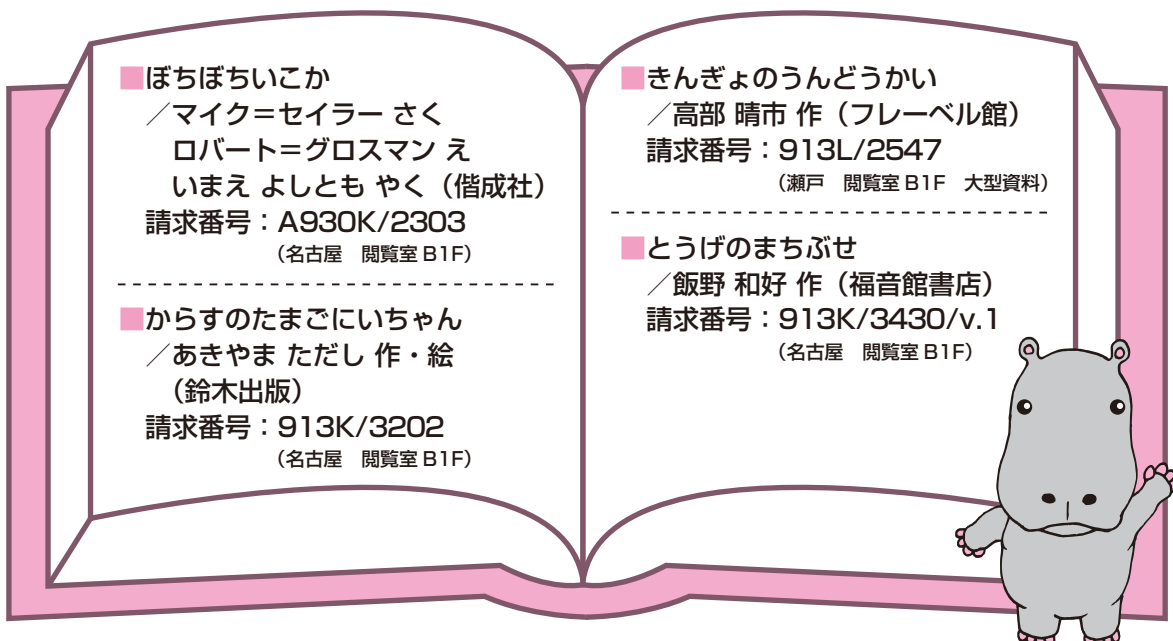 ■ぼちぼちいこか
／マイク＝セイラー さく
ロバート＝グロスマン え
いまえ よしとも やく（偕成社）
請求番号：A930K/2303
（名古屋　閲覧室 B1F）
■からすのたまごにいちゃん
／あきやま ただし 作・絵
（鈴木出版）
請求番号：913K/3202
（名古屋　閲覧室 B1F）
■きんぎょのうんどうかい
／高部 晴市 作（フレーベル館）
請求番号：913L/2547
（瀬戸　閲覧室 B1F　大型資料）
■とうげのまちぶせ
／飯野 和好 作（福音館書店）
請求番号：913K/3430/v.1
（名古屋　閲覧室 B1F）